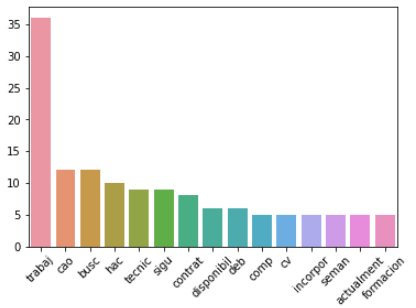 35
30
25
20
15
10
5
0
trabaj
cao
busc
hac
tecnic
sigu
contrat
disponibil
deb
comp
cv
incorpor
seman
actualment
formacion